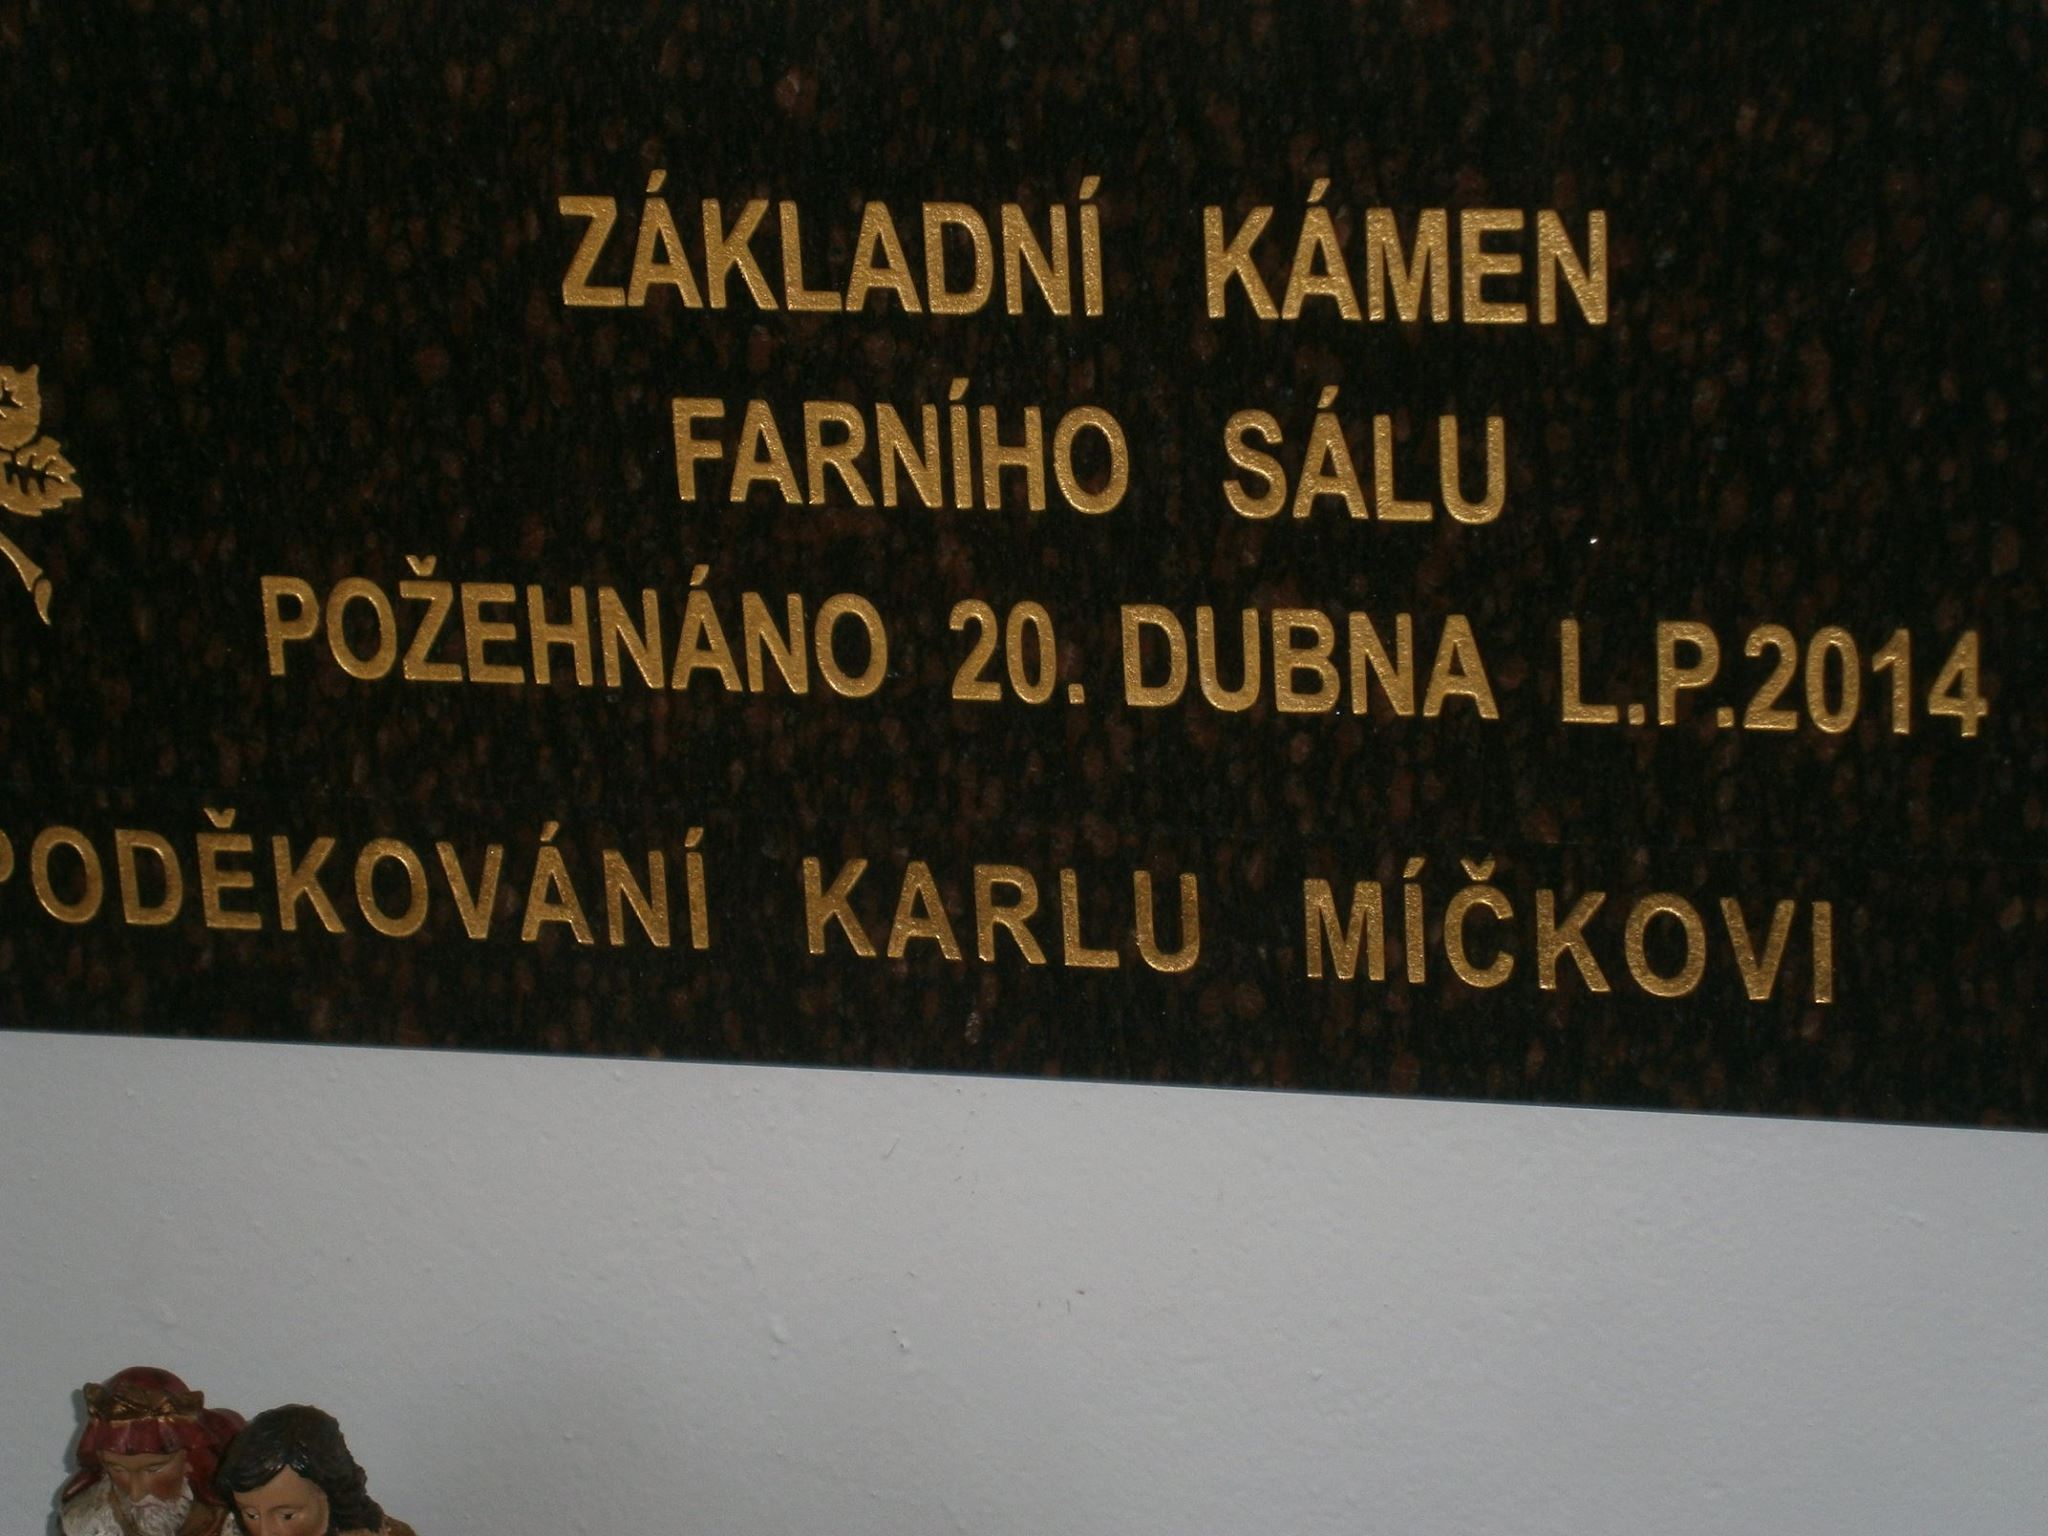 ZÁKLADNÍ KÁMEN
FARNÍHO SÁLU
POŽEHNÁNO 20. DUBNA L.P.2014
PODĚKOVÁNÍ KARLU MÍČKOVI